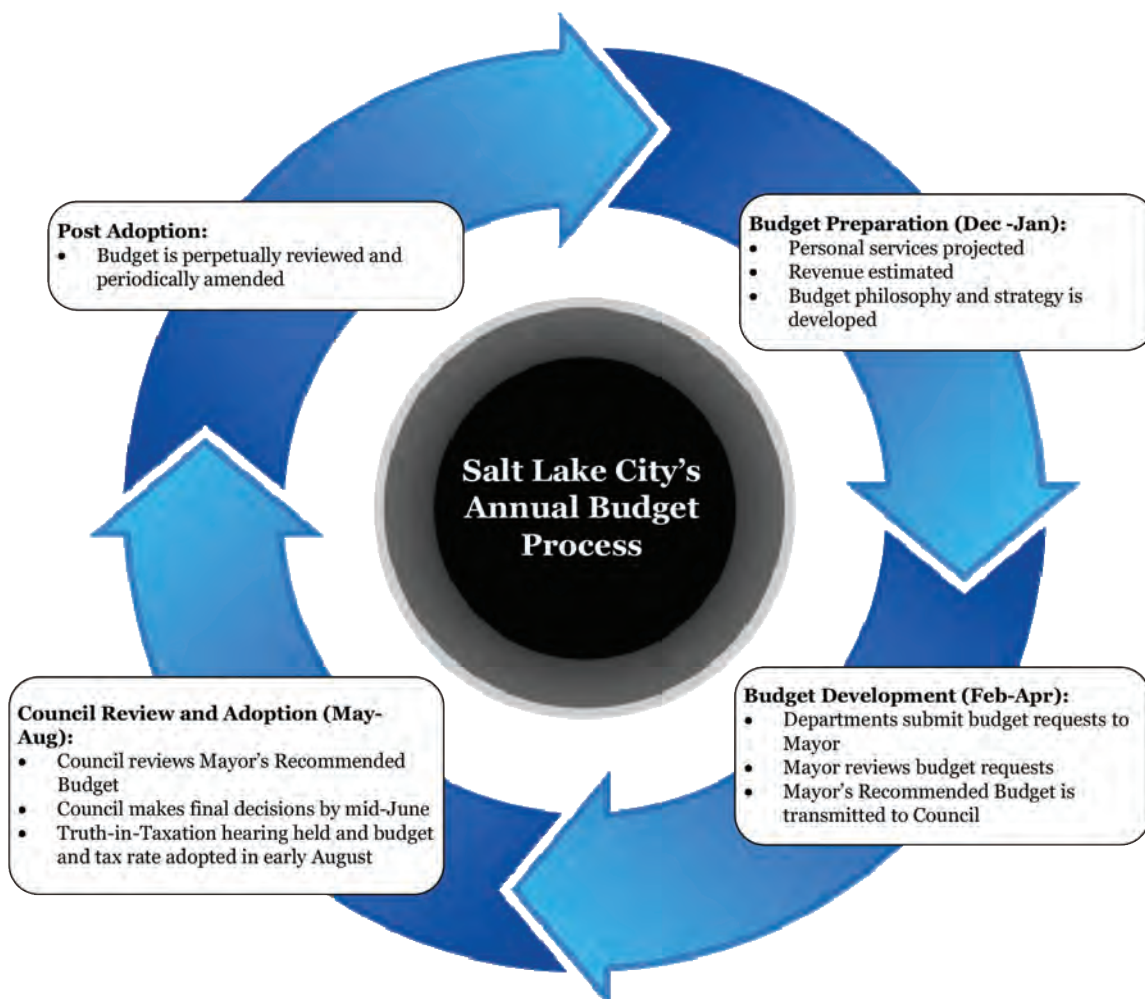 Post Adoption:
• Budget is perpetually reviewed and
periodically amended
Budget Preparation (Dec -Jan):
• Personal services projected
• Revenue estimated
• Budget philosophy and strategy is
developed
Salt Lake City’s
Annual Budget
Process
Council Review and Adoption (May-
Aug):
• Council reviews Mayor’s Recommended
Budget
• Council makes final decisions by mid-June
• Truth-in-Taxation hearing held and budget
and tax rate adopted in early August
Budget Development (Feb-Apr):
• Departments submit budget requests to
Mayor
• Mayor reviews budget requests
• Mayor’s Recommended Budget is
transmitted to Council